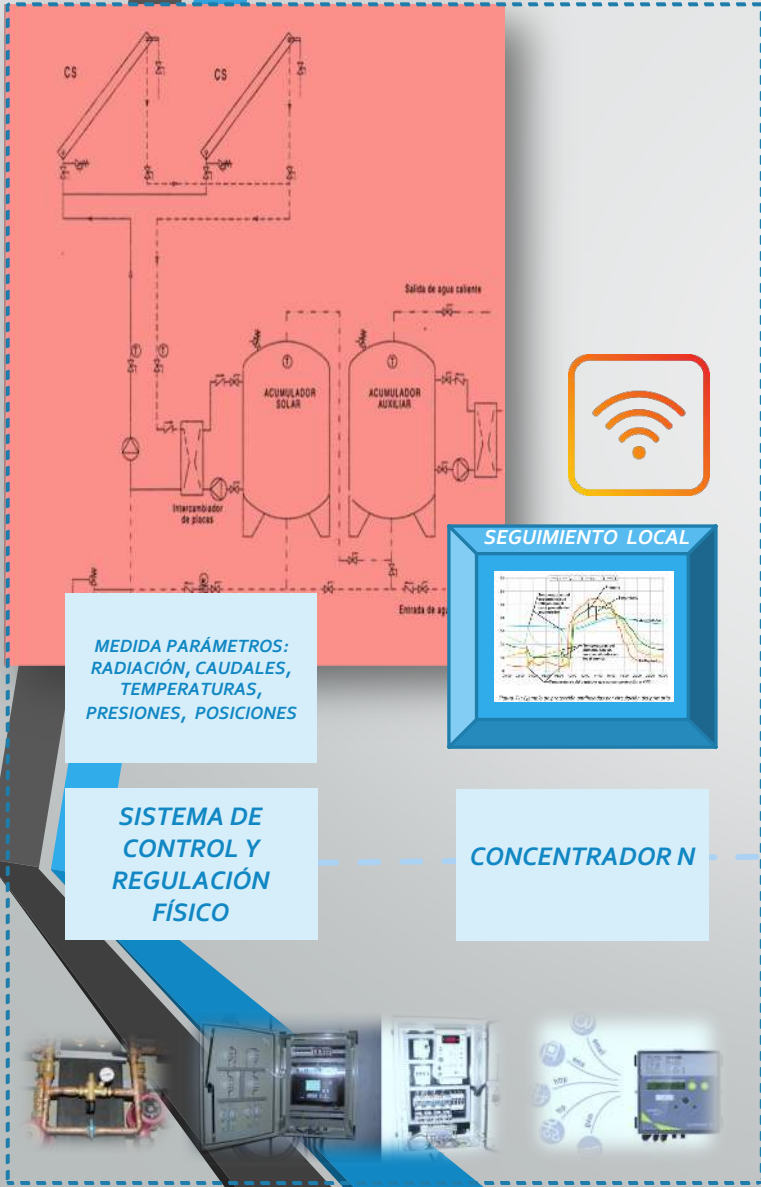 CS
CS
Salida de agua caliente
T
T
T
T
ACUMULADOR
SOLAR
ACUMULADOR
AUXILIAR
Intercambiador
de placas
Entrada de agu
SEGUIMIENTO LOCAL
MEDIDA PARÁMETROS:
RADIACIÓN, CAUDALES,
TEMPERATURAS,
PRESIONES, POSICIONES
SISTEMA DE
CONTROL Y
REGULACIÓN
FÍSICO
CONCENTRADOR N